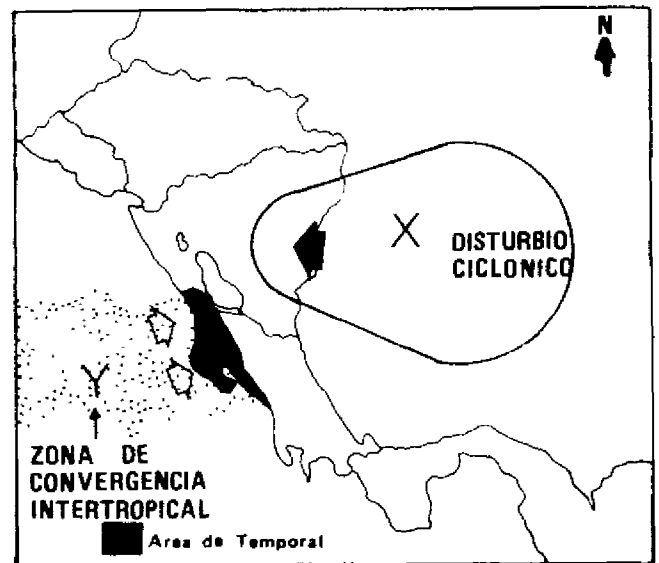 N
X
DISTURBIO
CICLONICO
Y
ZONA DE
CONVERGENCIA
INTERTROPICAL
Area de Temporal